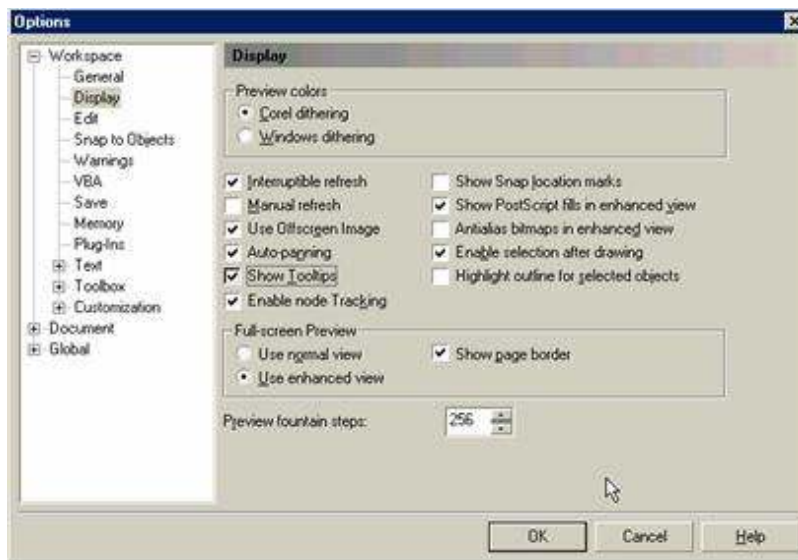 Options
Workspace
General
Display
Edit
Snap to Objects
Warnings
VBA
Save
Memory
Plug-Ins
Text
Toolbox
Customization
Document
Global
Display
Preview colors
Corel dithering
Windows dithering
Interruptible refresh
Manual refresh
Use Offscreen Image
Auto-panning
Show Tooltips
Enable node Tracking
Show Snap location marks
Show PostScript fills in enhanced view
Antialias bitmaps in enhanced view
Enable selection after drawing
Highlight outline for selected objects
Full-screen Preview
Use normal view
Use enhanced view
Show page border
Preview fountain steps: 256
OK Cancel Help